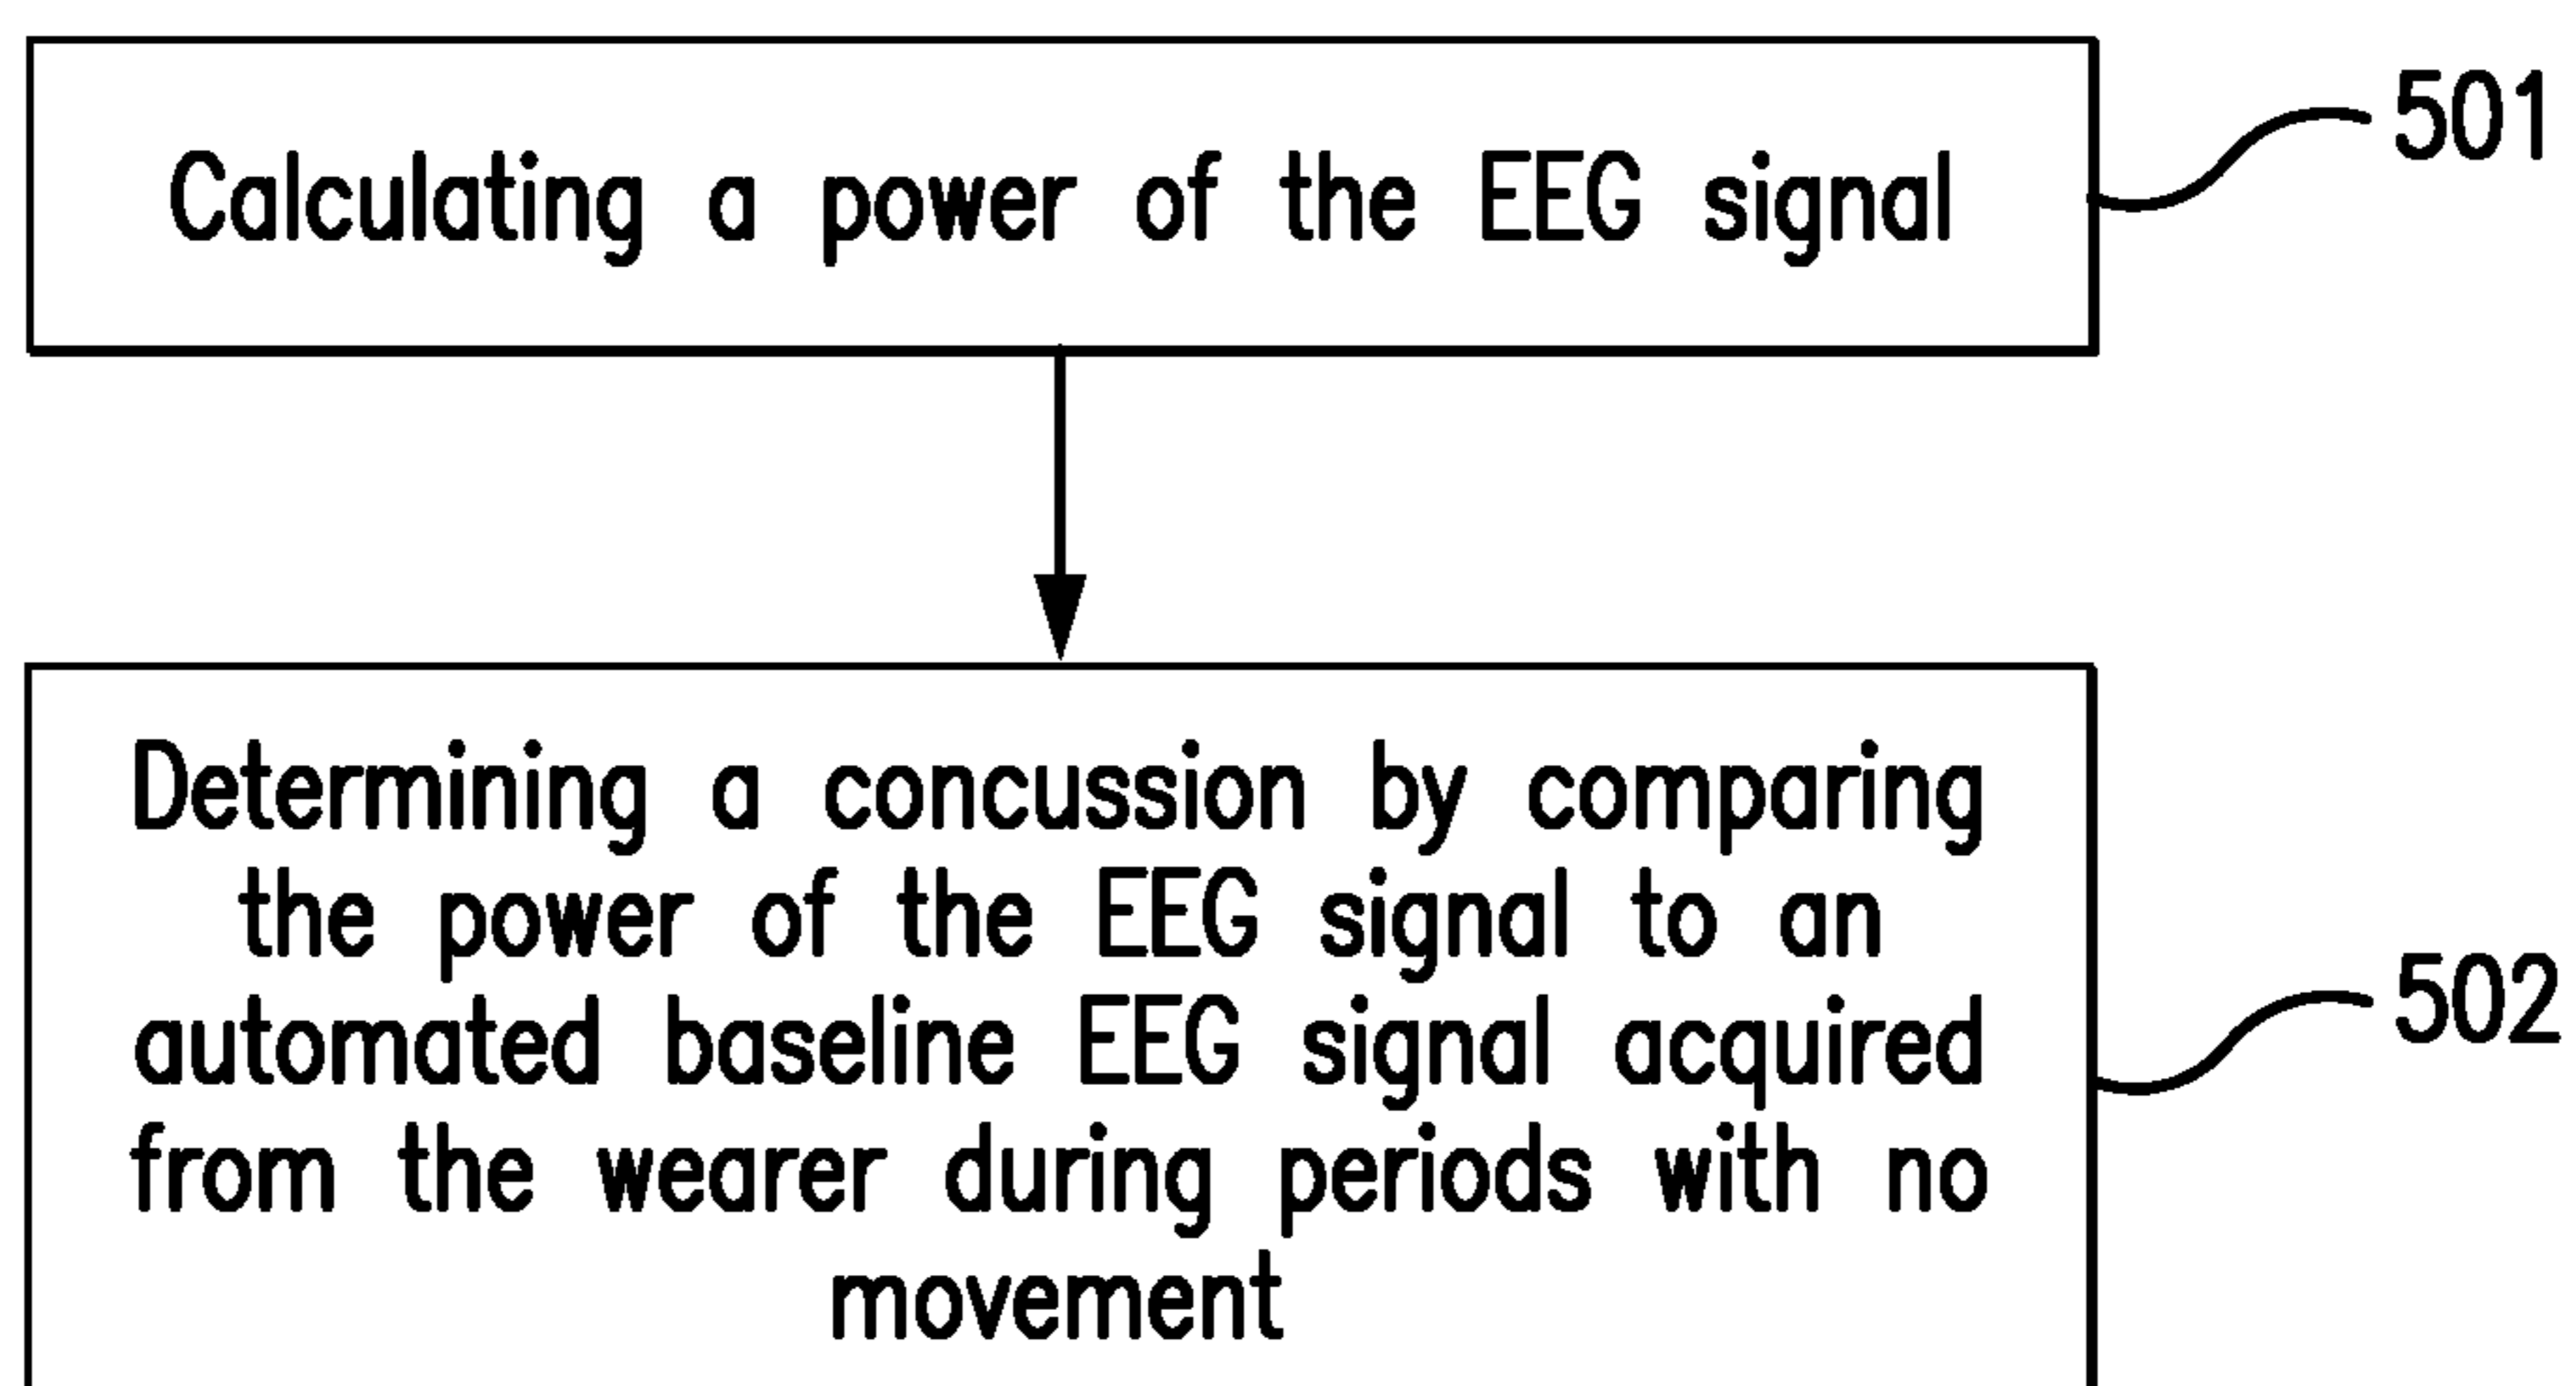 Calculating a power of the EEG signal
501
Determining a concussion by comparing
the power of the EEG signal to an
automated baseline EEG signal acquired
from the wearer during periods with no
movement
502